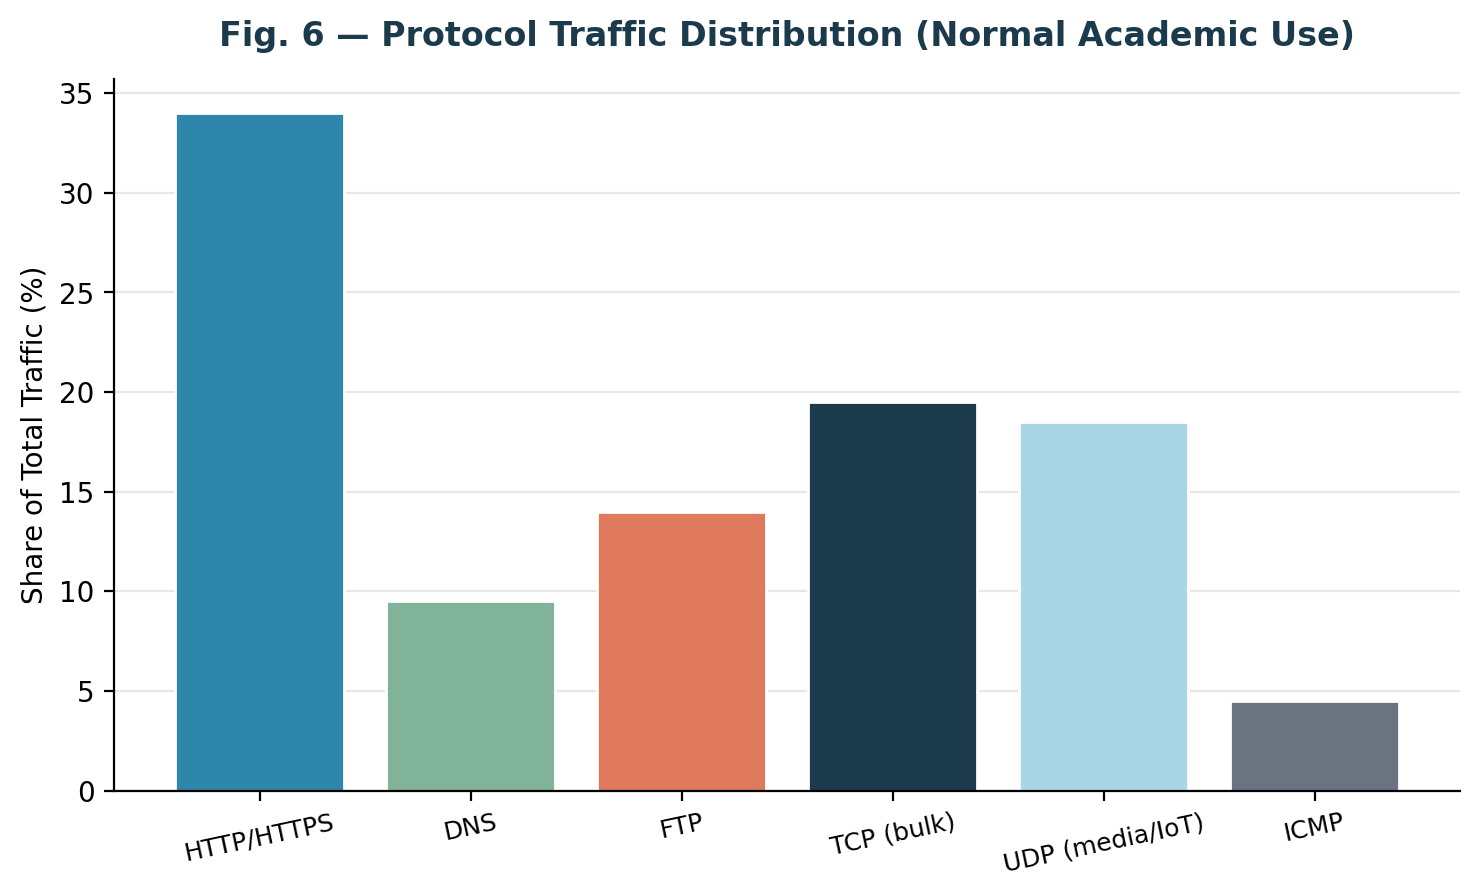 Fig. 6 — Protocol Traffic Distribution (Normal Academic Use)
Share of Total Traffic (%)
35
30
25
20
15
10
5
0
HTTP/HTTPS
DNS
FTP
TCP (bulk)
UDP (media/IoT)
ICMP